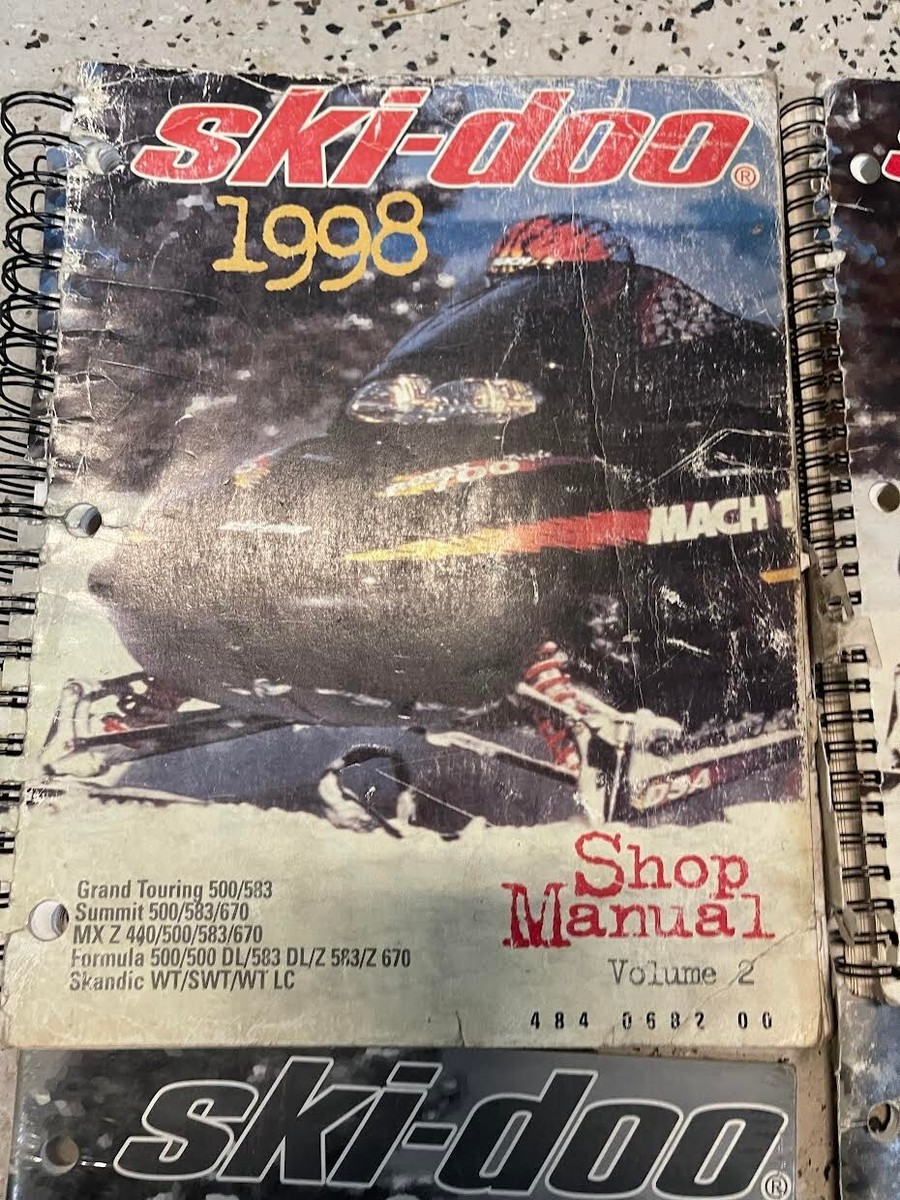 ski-doo®
1998
700
MACH 1
Shop
Manual
Volume 2
Grand Touring 500/583
Summit 500/583/670
MX Z 440/500/583/670
Formula 500/500 DL/583 DL/Z 583/Z 670
Skandic WT/SWT/WT LC
484 0682 00
ski-doo®